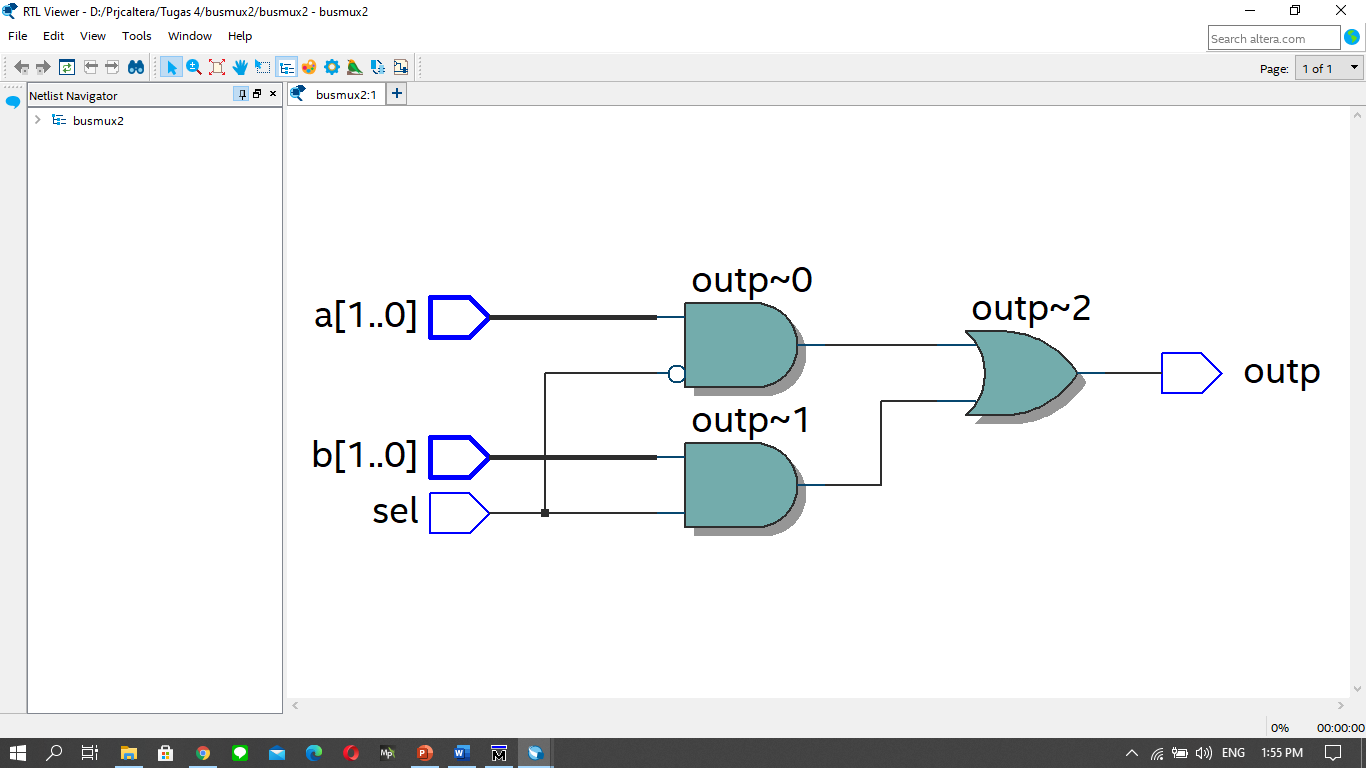 RTL Viewer - D:/Prjcaltera/Tugas 4/busmux2/busmux2 - busmux2
File Edit View Tools Window Help
Search altera.com
Page: 1 of 1
Netlist Navigator
busmux2:1
busmux2
outp~0
a[1..0]
outp~2
outp
outp~1
b[1..0]
sel
0% 00:00:00
ENG 1:55 PM